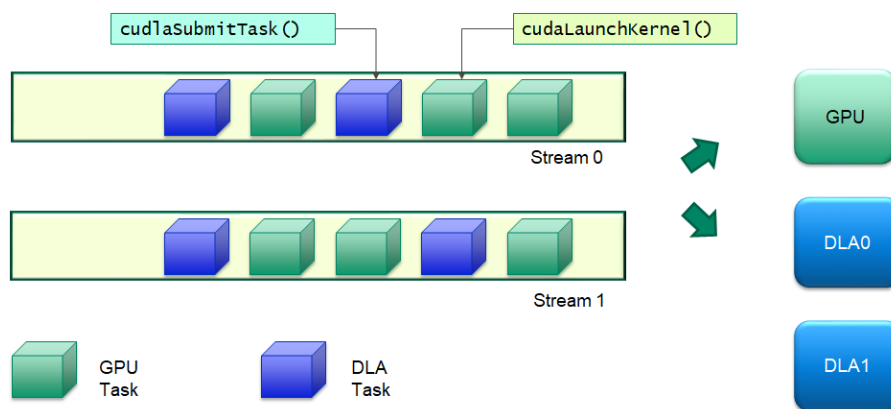 cudlaSubmitTask()
cudaLaunchKernel()
Stream 0
GPU
DLA0
Stream 1
GPU
Task
DLA
Task
DLA1